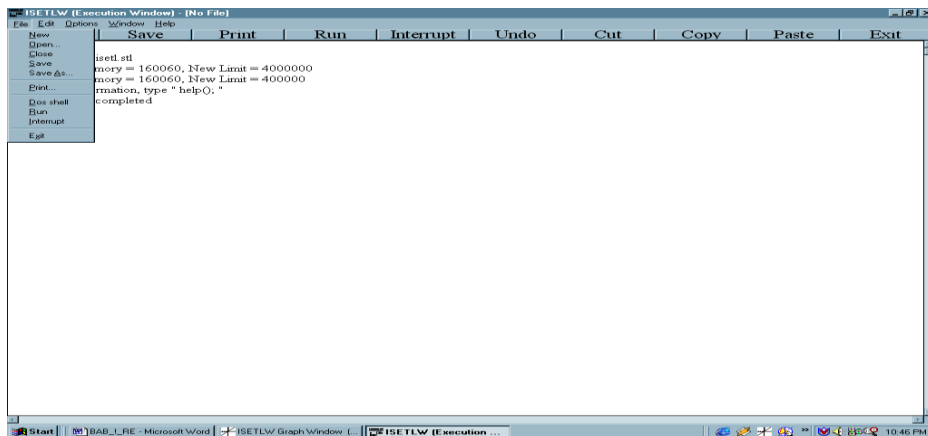 ISETLW (Execution Window) - [No File]
File Edit Options Window Help
Save Print Run Interrupt Undo Cut Copy Paste Exit
New
Open...
Close
Save
Save As...
Print...
Dos shell
Run
Interrupt
Exit
isetl.stl
mory = 160060, New Limit = 4000000
mory = 160060, New Limit = 400000
rmation, type " help(); "
completed
Start BAB_I_RE - Microsoft Word ISETLW Graph Window (... ISETLW (Execution ... 10:46 PM